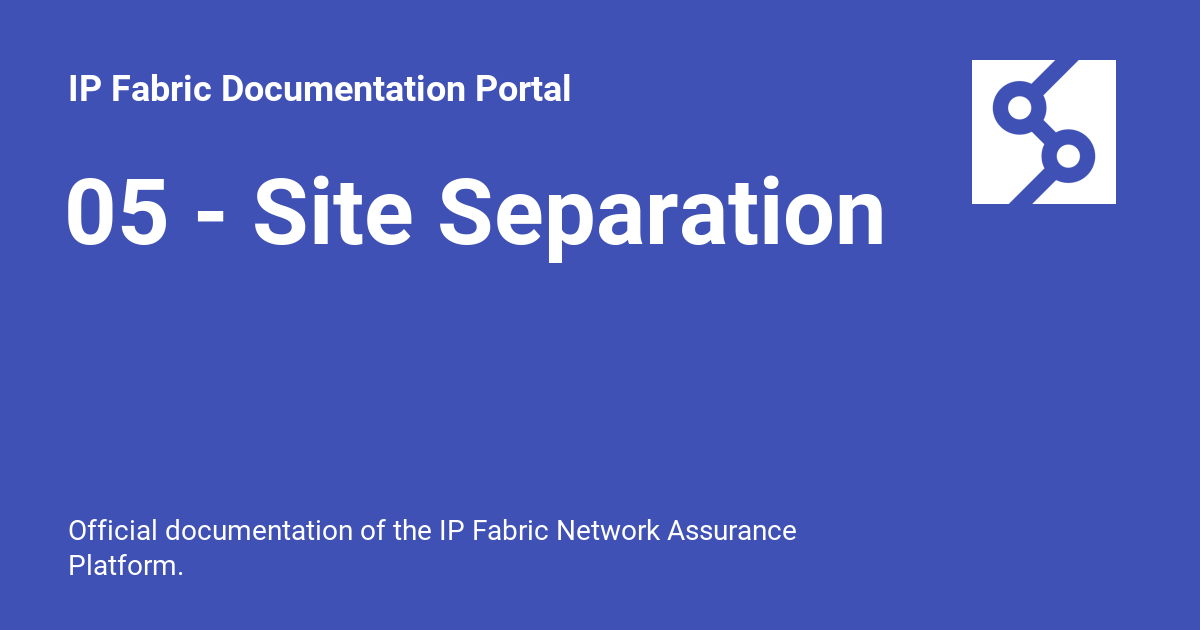 IP Fabric Documentation Portal
05 - Site Separation
Official documentation of the IP Fabric Network Assurance
Platform.